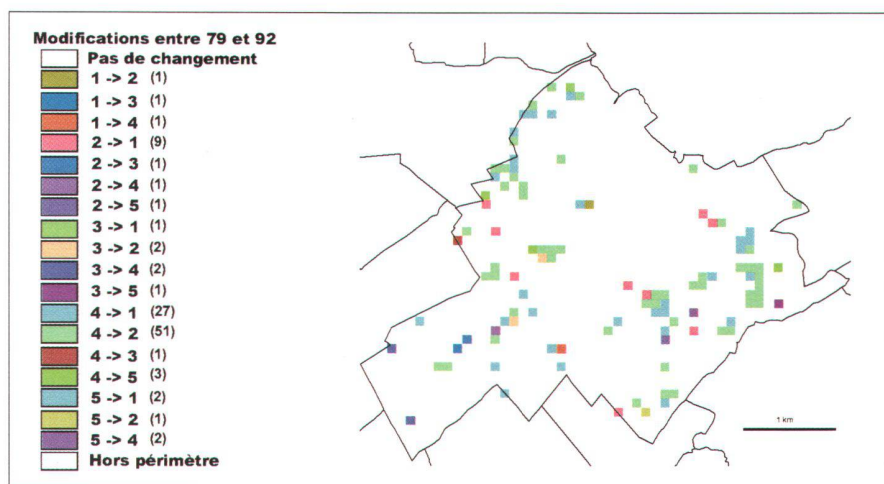 Modifications entre 79 et 92
Pas de changement
1 -> 2 (1)
1 -> 3 (1)
1 -> 4 (1)
2 -> 1 (9)
2 -> 3 (1)
2 -> 4 (1)
2 -> 5 (1)
3 -> 1 (1)
3 -> 2 (2)
3 -> 4 (2)
3 -> 5 (1)
4 -> 1 (27)
4 -> 2 (51)
4 -> 3 (1)
4 -> 5 (3)
5 -> 1 (2)
5 -> 2 (1)
5 -> 4 (2)
Hors périmètre
1 km